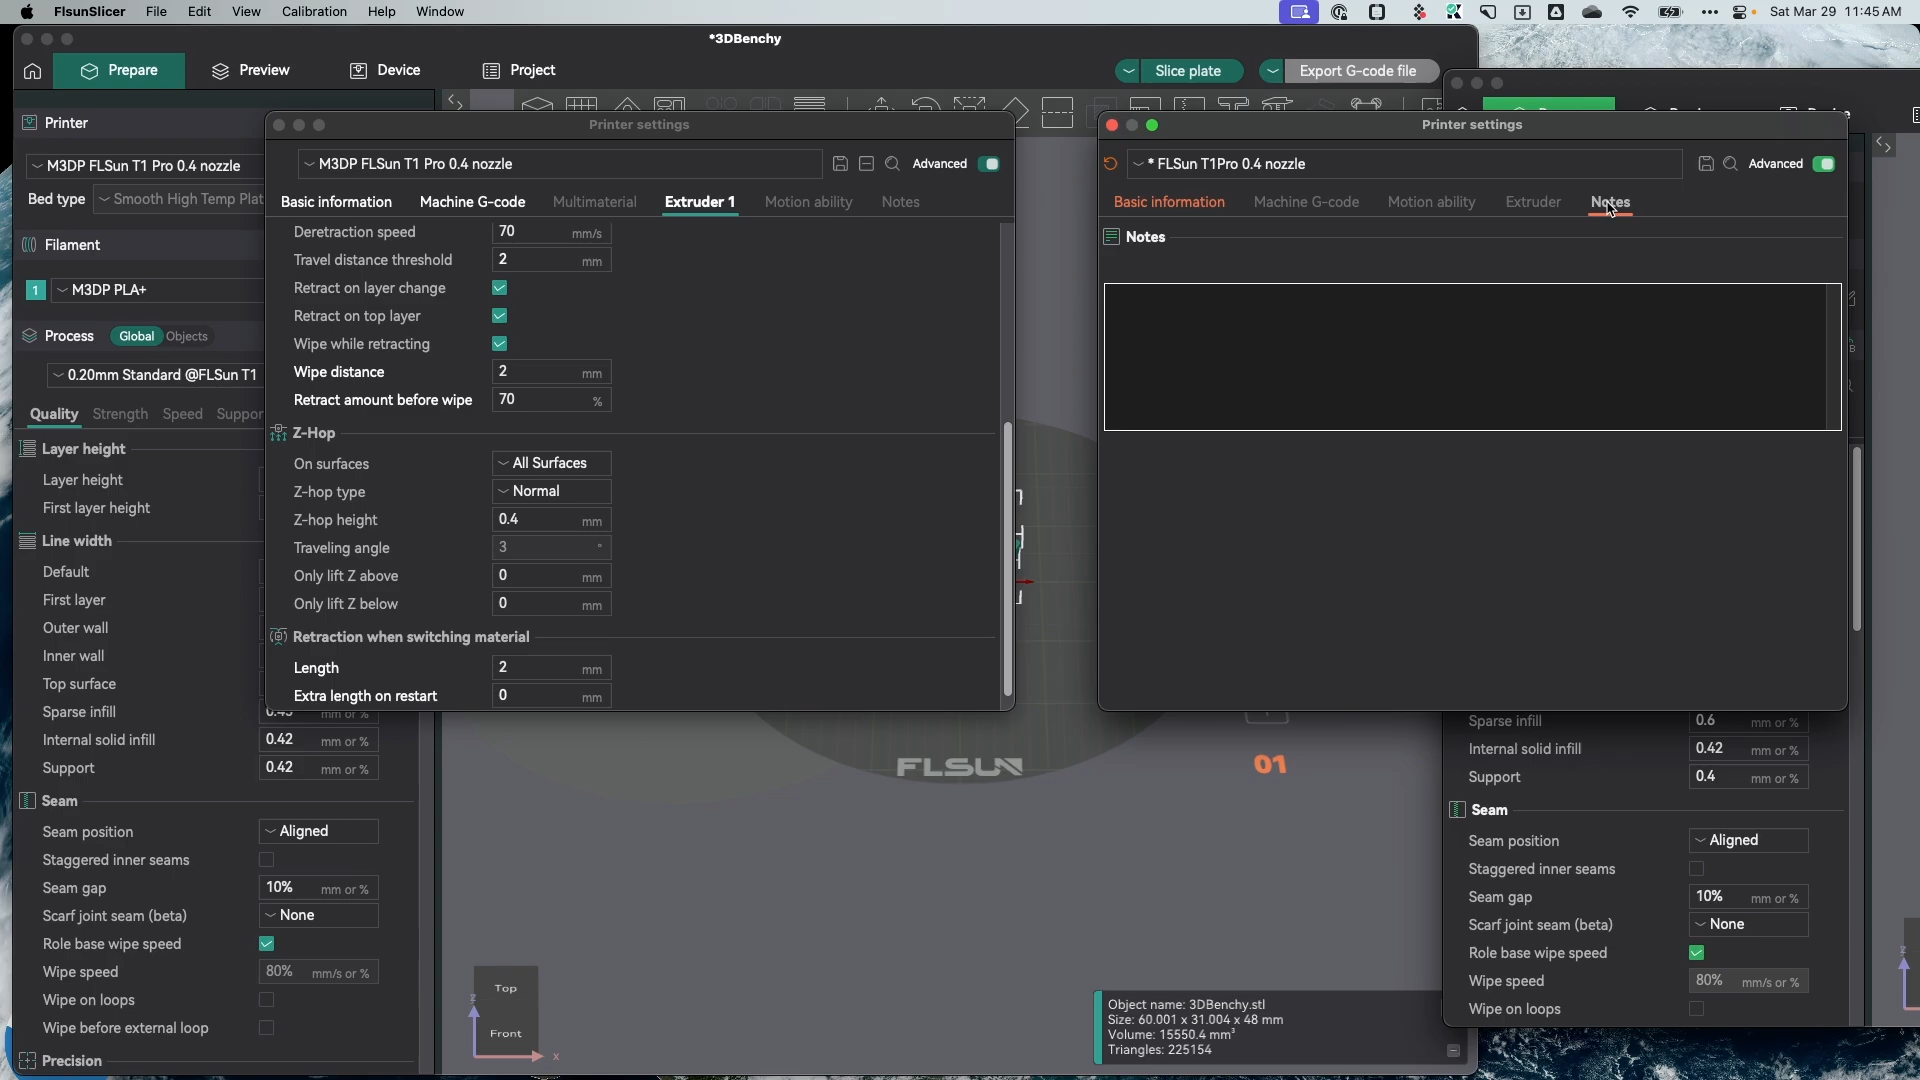 FlsunSlicer File Edit View Calibration Help Window
Sat Mar 29 11:45 AM
*3DBenchy
Prepare Preview Device Project
Slice plate Export G-code file
Printer
M3DP FLSun T1 Pro 0.4 nozzle
Bed type Smooth High Temp Plat
Filament
1 M3DP PLA+
Process Global Objects
0.20mm Standard @FLSun T1
Quality Strength Speed Suppor
Layer height
Layer height
First layer height
Line width
Default
First layer
Outer wall
Inner wall
Top surface
Sparse infill 0.45 mm or %
Internal solid infill 0.42 mm or %
Support 0.42 mm or %
Seam
Seam position Aligned
Staggered inner seams
Seam gap 10% mm or %
Scarf joint seam (beta) None
Role base wipe speed
Wipe speed 80% mm/s or %
Wipe on loops
Wipe before external loop
Precision
Printer settings
M3DP FLSun T1 Pro 0.4 nozzle Advanced
Basic information Machine G-code Multimaterial Extruder 1 Motion ability Notes
Deretraction speed 70 mm/s
Travel distance threshold 2 mm
Retract on layer change
Retract on top layer
Wipe while retracting
Wipe distance 2 mm
Retract amount before wipe 70 %
Z-Hop
On surfaces All Surfaces
Z-hop type Normal
Z-hop height 0.4 mm
Traveling angle 3 °
Only lift Z above 0 mm
Only lift Z below 0 mm
Retraction when switching material
Length 2 mm
Extra length on restart 0 mm
Printer settings
* FLSun T1Pro 0.4 nozzle Advanced
Basic information Machine G-code Motion ability Extruder Notes
Notes
FLSUN
01
Top
Front
z
x
Object name: 3DBenchy.stl
Size: 60.001 x 31.004 x 48 mm
Volume: 15550.4 mm³
Triangles: 225154
Sparse infill 0.6 mm or %
Internal solid infill 0.42 mm or %
Support 0.4 mm or %
Seam
Seam position Aligned
Staggered inner seams
Seam gap 10% mm or %
Scarf joint seam (beta) None
Role base wipe speed
Wipe speed 80% mm/s or %
Wipe on loops